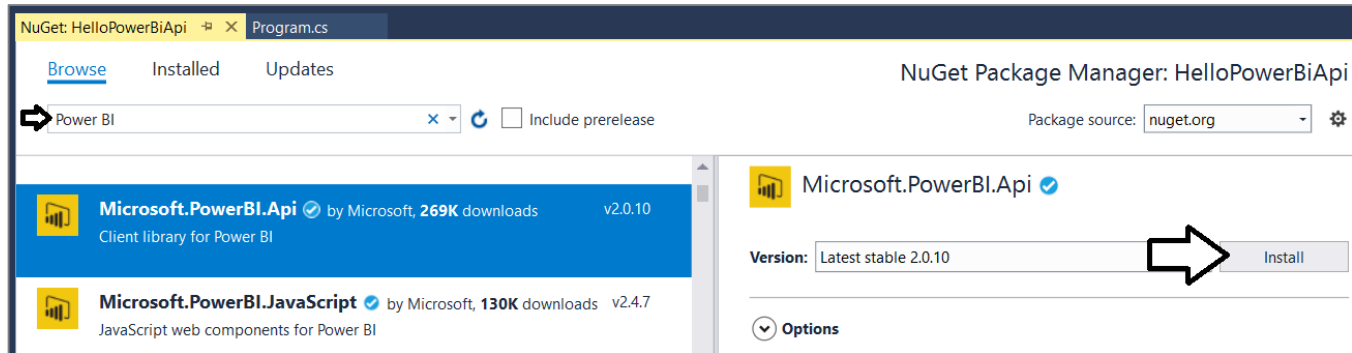 NuGet: HelloPowerBiApi Program.cs
Browse Installed Updates
NuGet Package Manager: HelloPowerBiApi
Power BI
Include prerelease
Package source: nuget.org
Microsoft.PowerBI.Api by Microsoft, 269K downloads v2.0.10
Client library for Power BI
Microsoft.PowerBI.JavaScript by Microsoft, 130K downloads v2.4.7
JavaScript web components for Power BI
Microsoft.PowerBI.Api
Version: Latest stable 2.0.10 Install
Options